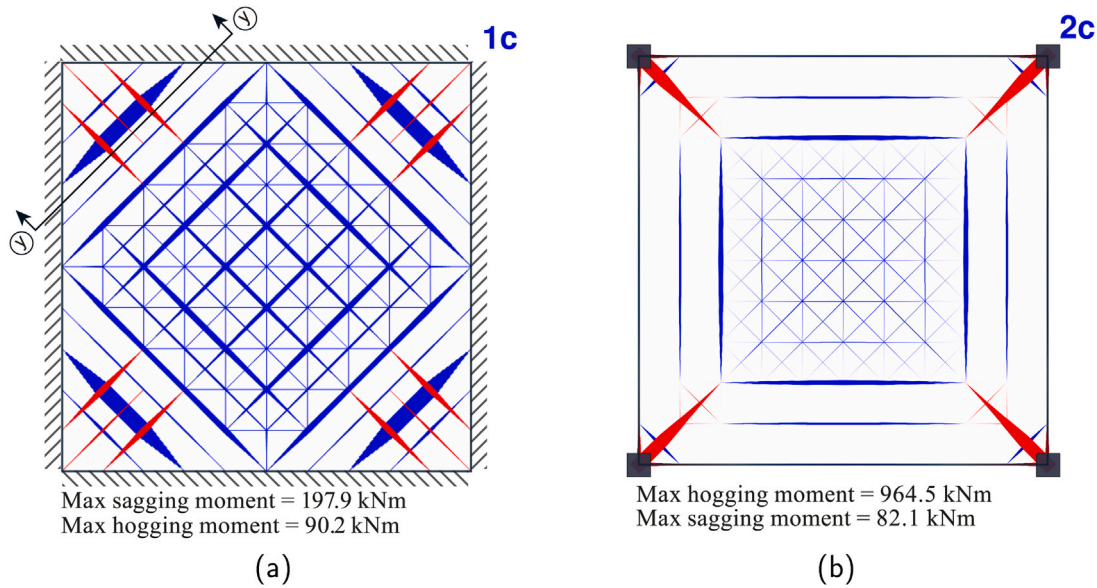 1c
2c
y
y
Max sagging moment = 197.9 kNm
Max hogging moment = 90.2 kNm
Max hogging moment = 964.5 kNm
Max sagging moment = 82.1 kNm
(a)
(b)